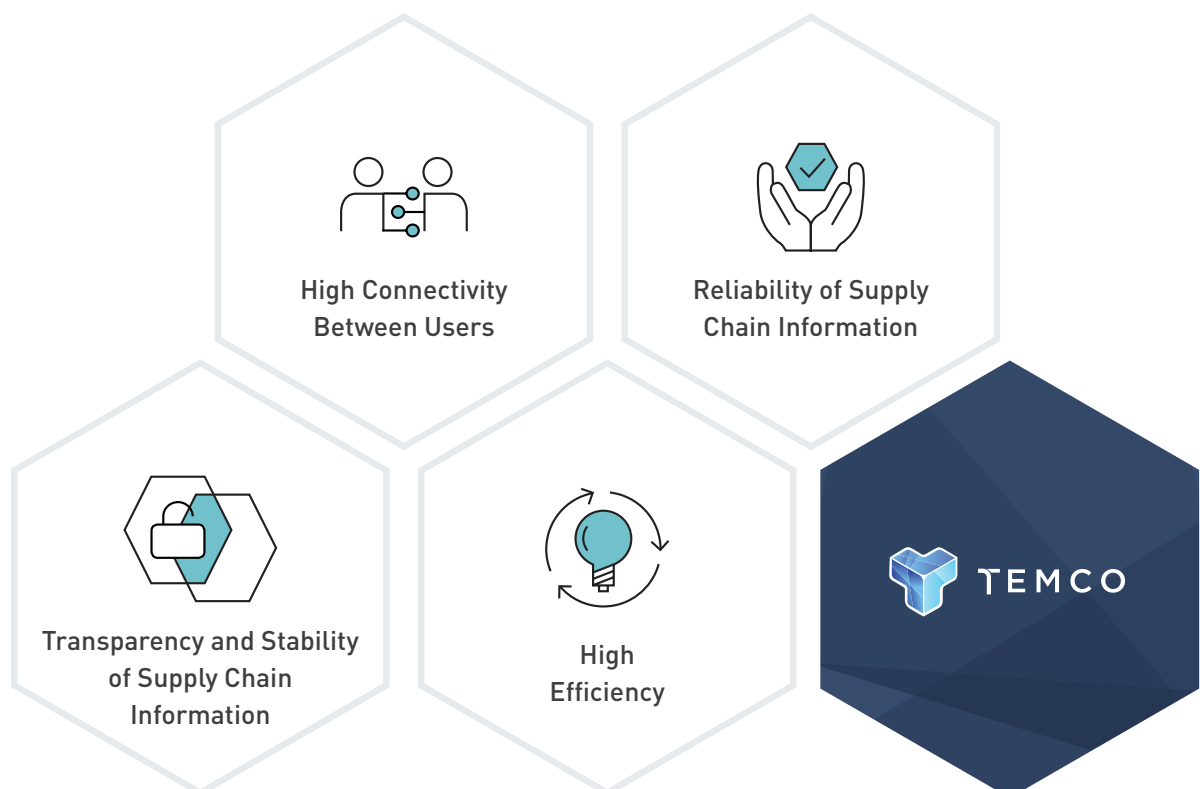 High Connectivity
Between Users
Reliability of Supply
Chain Information
Transparency and Stability
of Supply Chain
Information
High
Efficiency
TEMCO